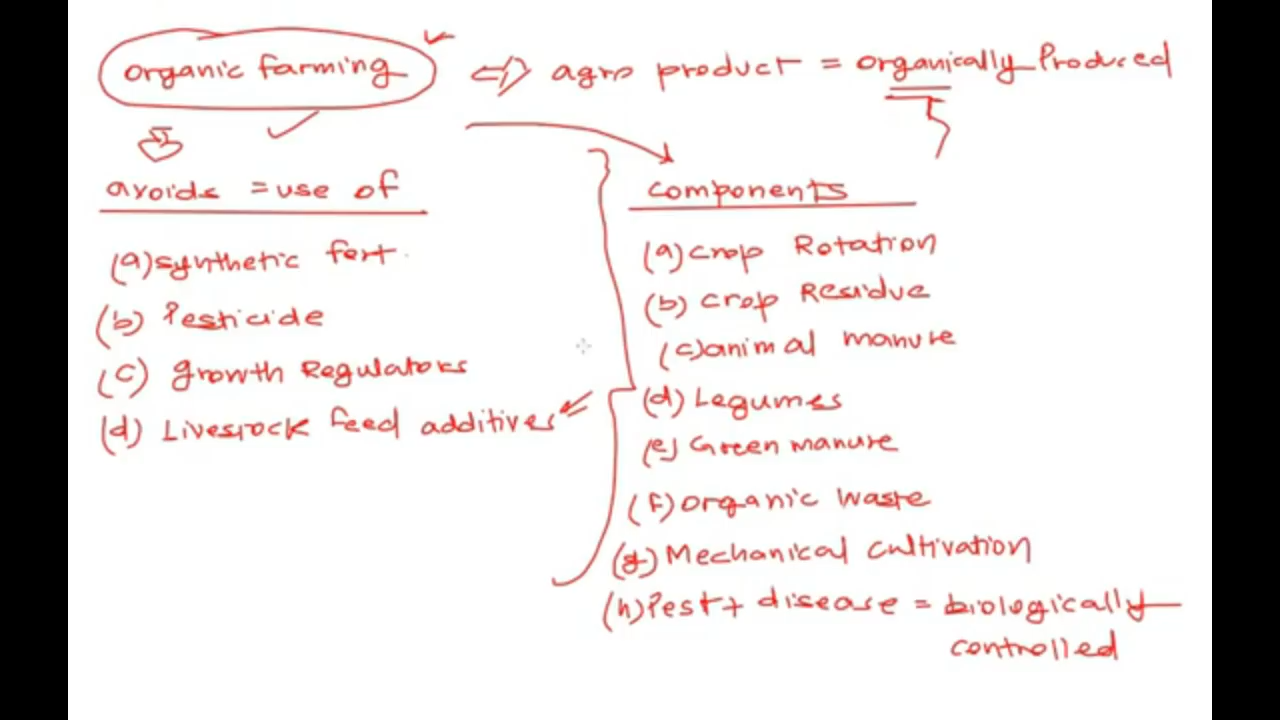 organic farming ⇨ agro product = organically Produced
avoids = use of
(a) synthetic fert.
(b) Pesticide
(c) growth Regulators
(d) Livestock feed additives
components
(a) crop Rotation
(b) crop Residue
(c) animal manure
(d) Legumes
(e) Green manure
(f) organic waste
(g) Mechanical cultivation
(h) Pest + disease = biologically
controlled